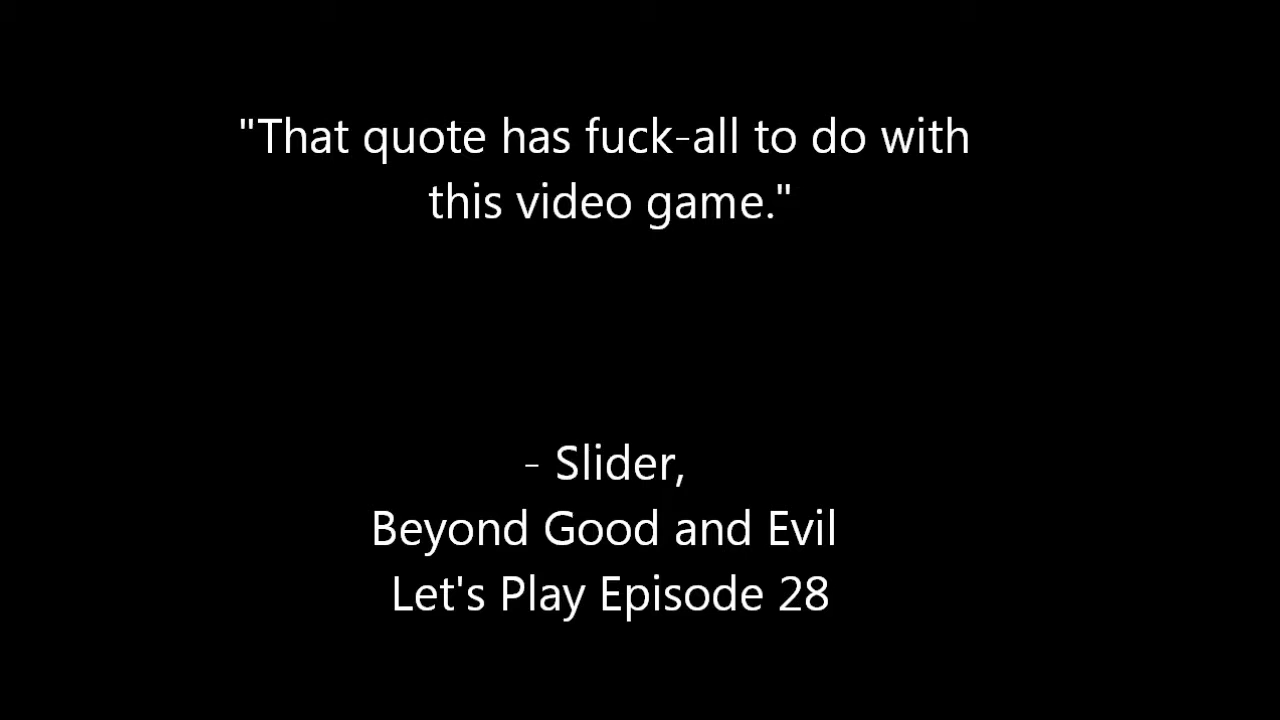 "That quote has fuck-all to do with
this video game."
- Slider,
Beyond Good and Evil
Let's Play Episode 28